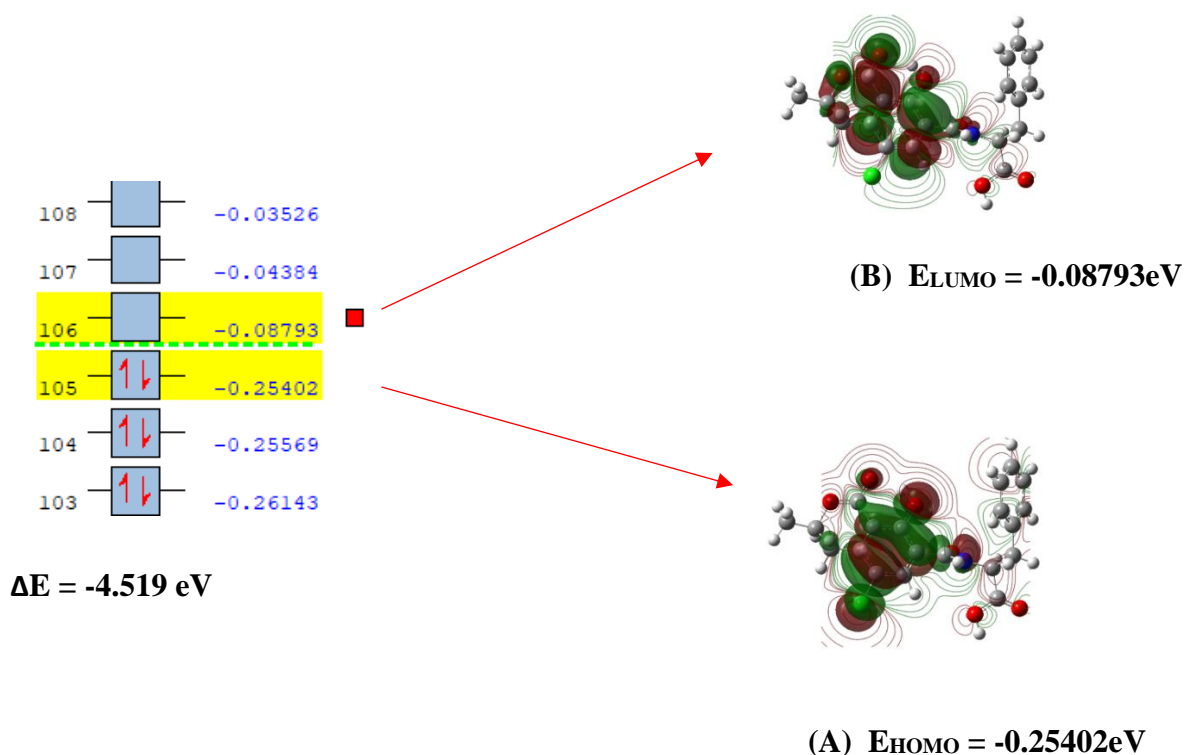 108 -0.03526
107 -0.04384
106 -0.08793
105 -0.25402
104 -0.25569
103 -0.26143
ΔE = -4.519 eV
(B) ELUMO = -0.08793eV
(A) EHOMO = -0.25402eV